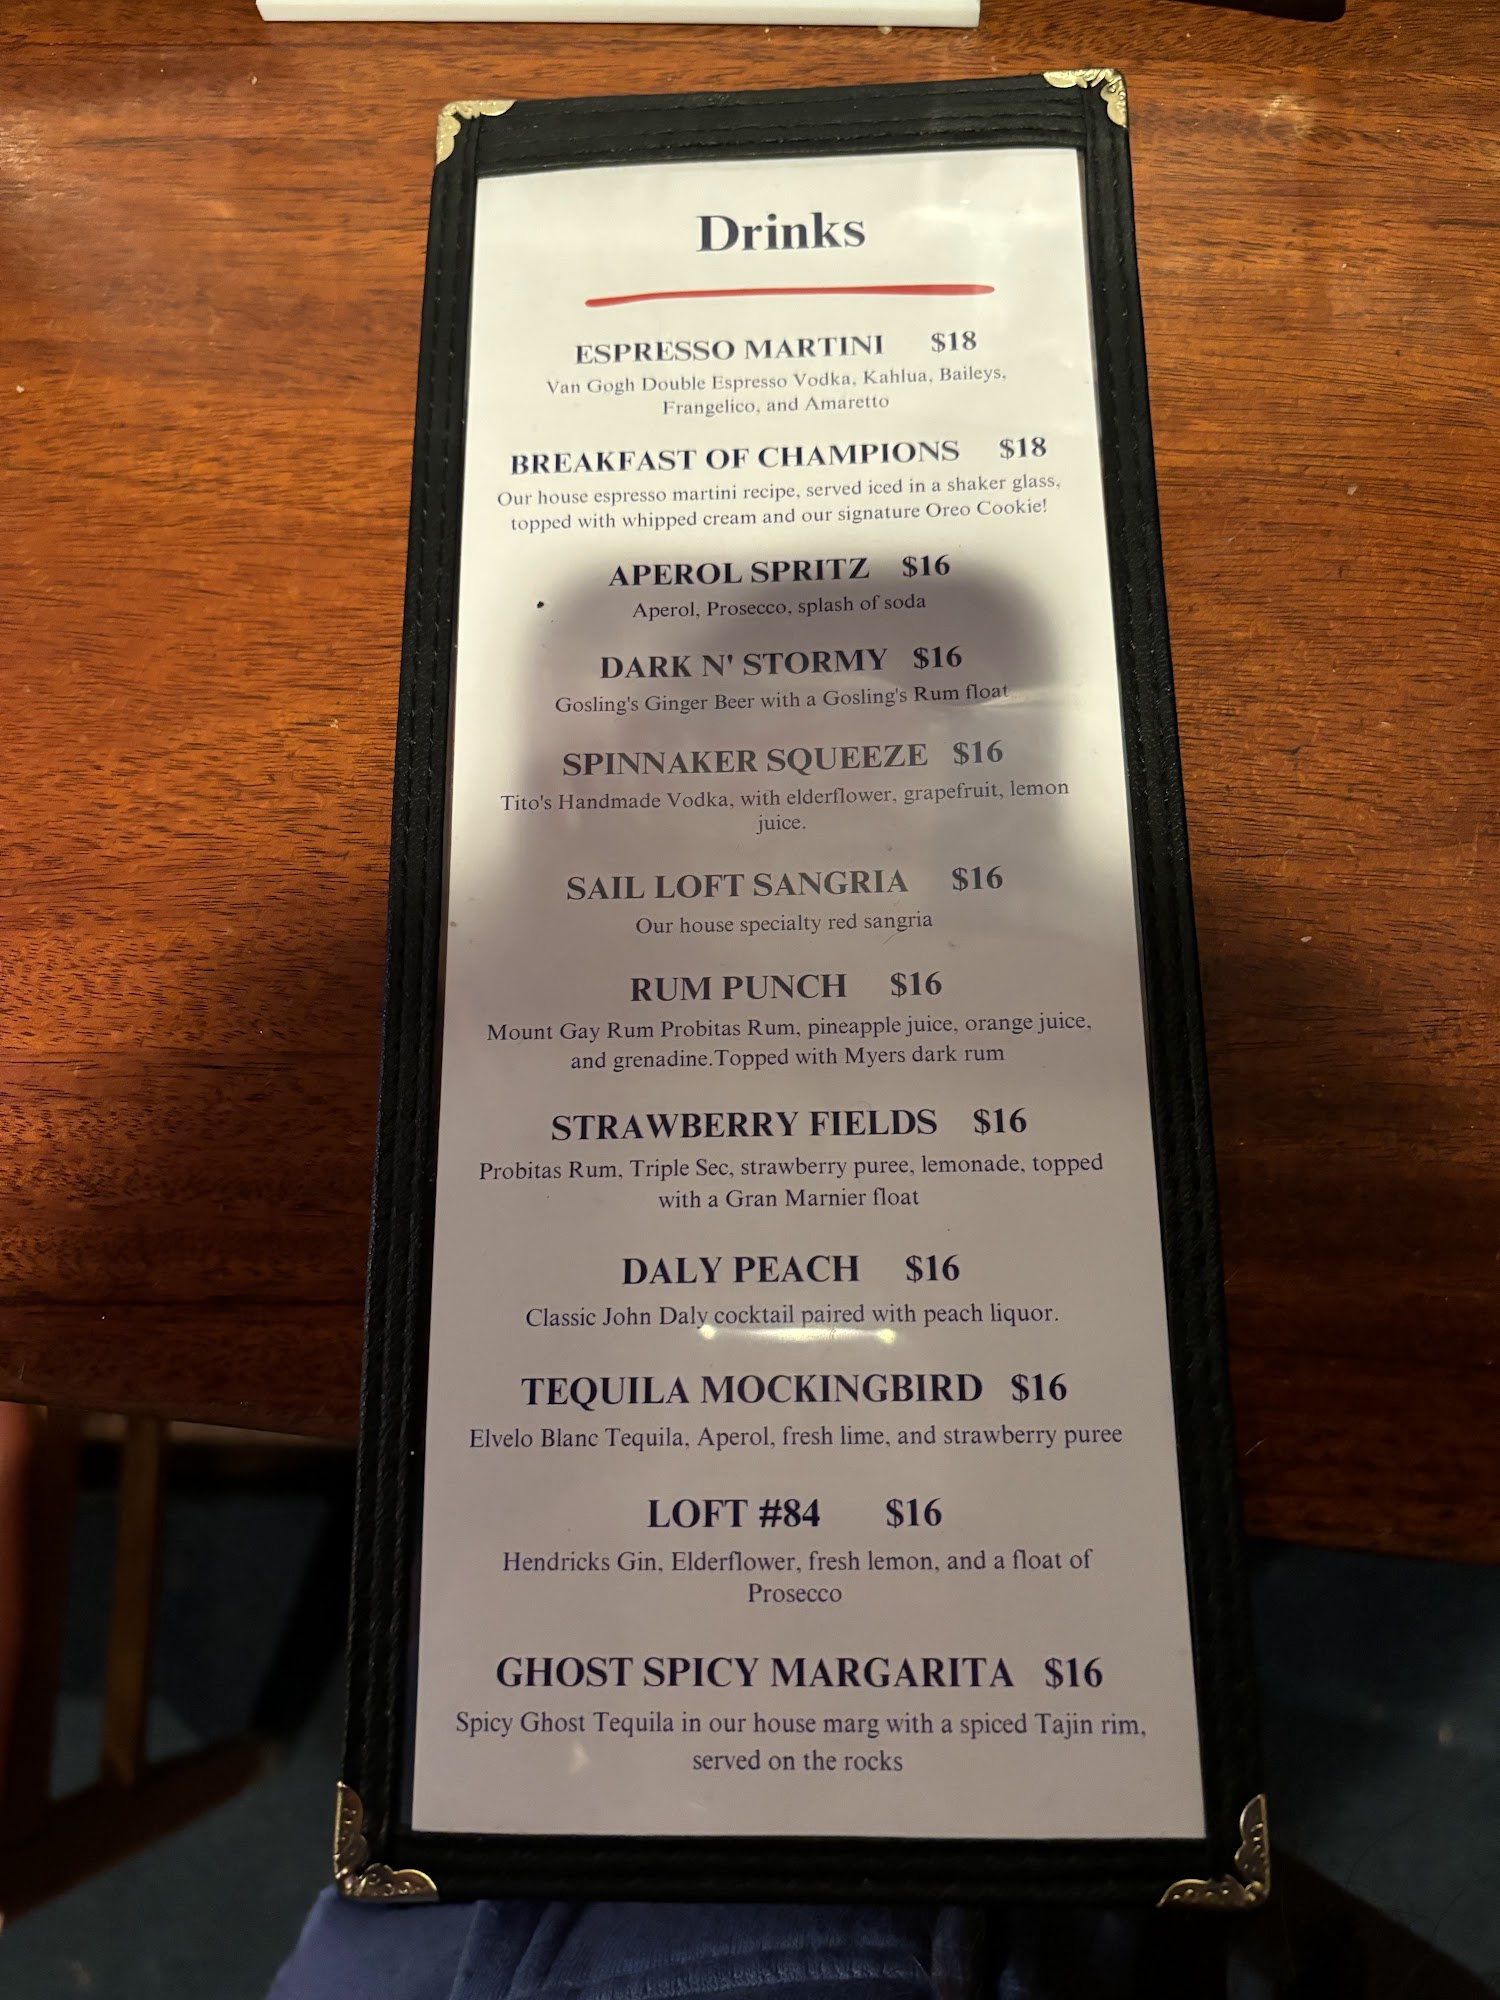 Drinks
ESPRESSO MARTINI $18
Van Gogh Double Espresso Vodka, Kahlua, Baileys,
Frangelico, and Amaretto
BREAKFAST OF CHAMPIONS $18
Our house espresso martini recipe, served iced in a shaker glass,
topped with whipped cream and our signature Oreo Cookie!
APEROL SPRITZ $16
Aperol, Prosecco, splash of soda
DARK N' STORMY $16
Gosling's Ginger Beer with a Gosling's Rum float
SPINNAKER SQUEEZE $16
Tito's Handmade Vodka, with elderflower, grapefruit, lemon
juice.
SAIL LOFT SANGRIA $16
Our house specialty red sangria
RUM PUNCH $16
Mount Gay Rum Probitas Rum, pineapple juice, orange juice,
and grenadine.Topped with Myers dark rum
STRAWBERRY FIELDS $16
Probitas Rum, Triple Sec, strawberry puree, lemonade, topped
with a Gran Marnier float
DALY PEACH $16
Classic John Daly cocktail paired with peach liquor.
TEQUILA MOCKINGBIRD $16
Elvelo Blanc Tequila, Aperol, fresh lime, and strawberry puree
LOFT #84 $16
Hendricks Gin, Elderflower, fresh lemon, and a float of
Prosecco
GHOST SPICY MARGARITA $16
Spicy Ghost Tequila in our house marg with a spiced Tajin rim,
served on the rocks